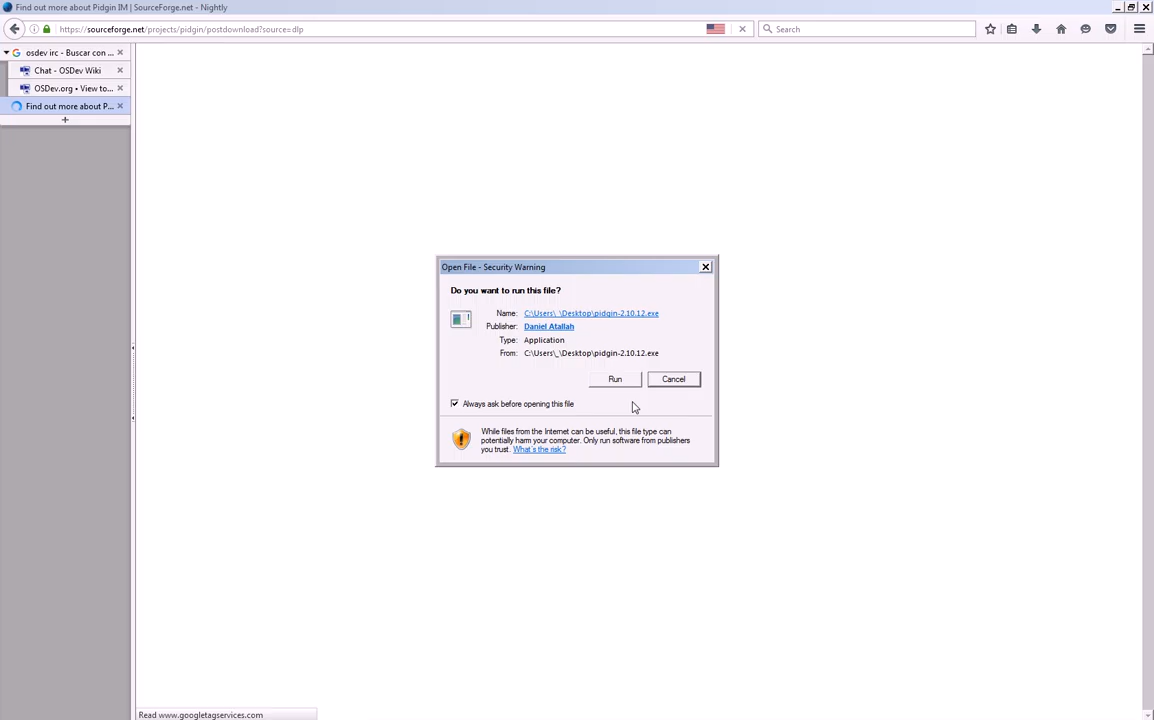 Find out more about Pidgin IM | SourceForge.net - Nightly
https://sourceforge.net/projects/pidgin/postdownload?source=dlp
Search
osdev irc - Buscar con ...
Chat - OSDev Wiki
OSDev.org • View to...
Find out more about P...
Open File - Security Warning
Do you want to run this file?
Name: C:\Users\_\Desktop\pidgin-2.10.12.exe
Publisher: Daniel Atallah
Type: Application
From: C:\Users\_\Desktop\pidgin-2.10.12.exe
Run Cancel
Always ask before opening this file
While files from the Internet can be useful, this file type can
potentially harm your computer. Only run software from publishers
you trust. What's the risk?
Read www.googletagservices.com